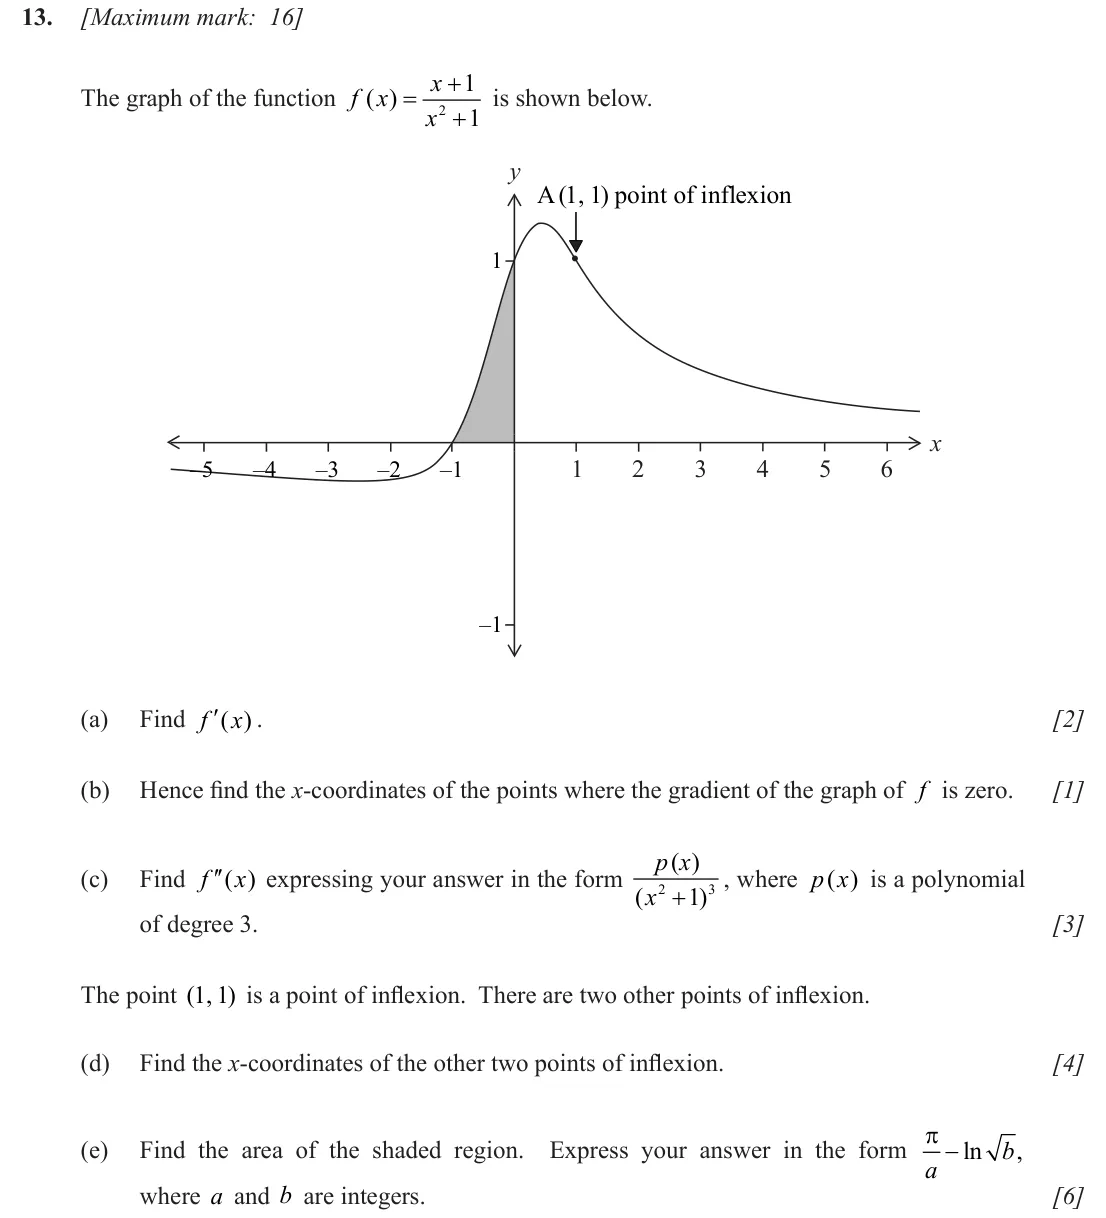 13. [Maximum mark: 16]
The graph of the function f(x) = (x+1)/(x²+1) is shown below.
y
A(1, 1) point of inflexion
1
–5 –4 –3 –2 –1 1 2 3 4 5 6 x
–1
(a) Find f′(x). [2]
(b) Hence find the x-coordinates of the points where the gradient of the graph of f is zero. [1]
(c) Find f″(x) expressing your answer in the form p(x)/(x²+1)³, where p(x) is a polynomial
of degree 3. [3]
The point (1, 1) is a point of inflexion. There are two other points of inflexion.
(d) Find the x-coordinates of the other two points of inflexion. [4]
(e) Find the area of the shaded region. Express your answer in the form π/a – ln√b,
where a and b are integers. [6]